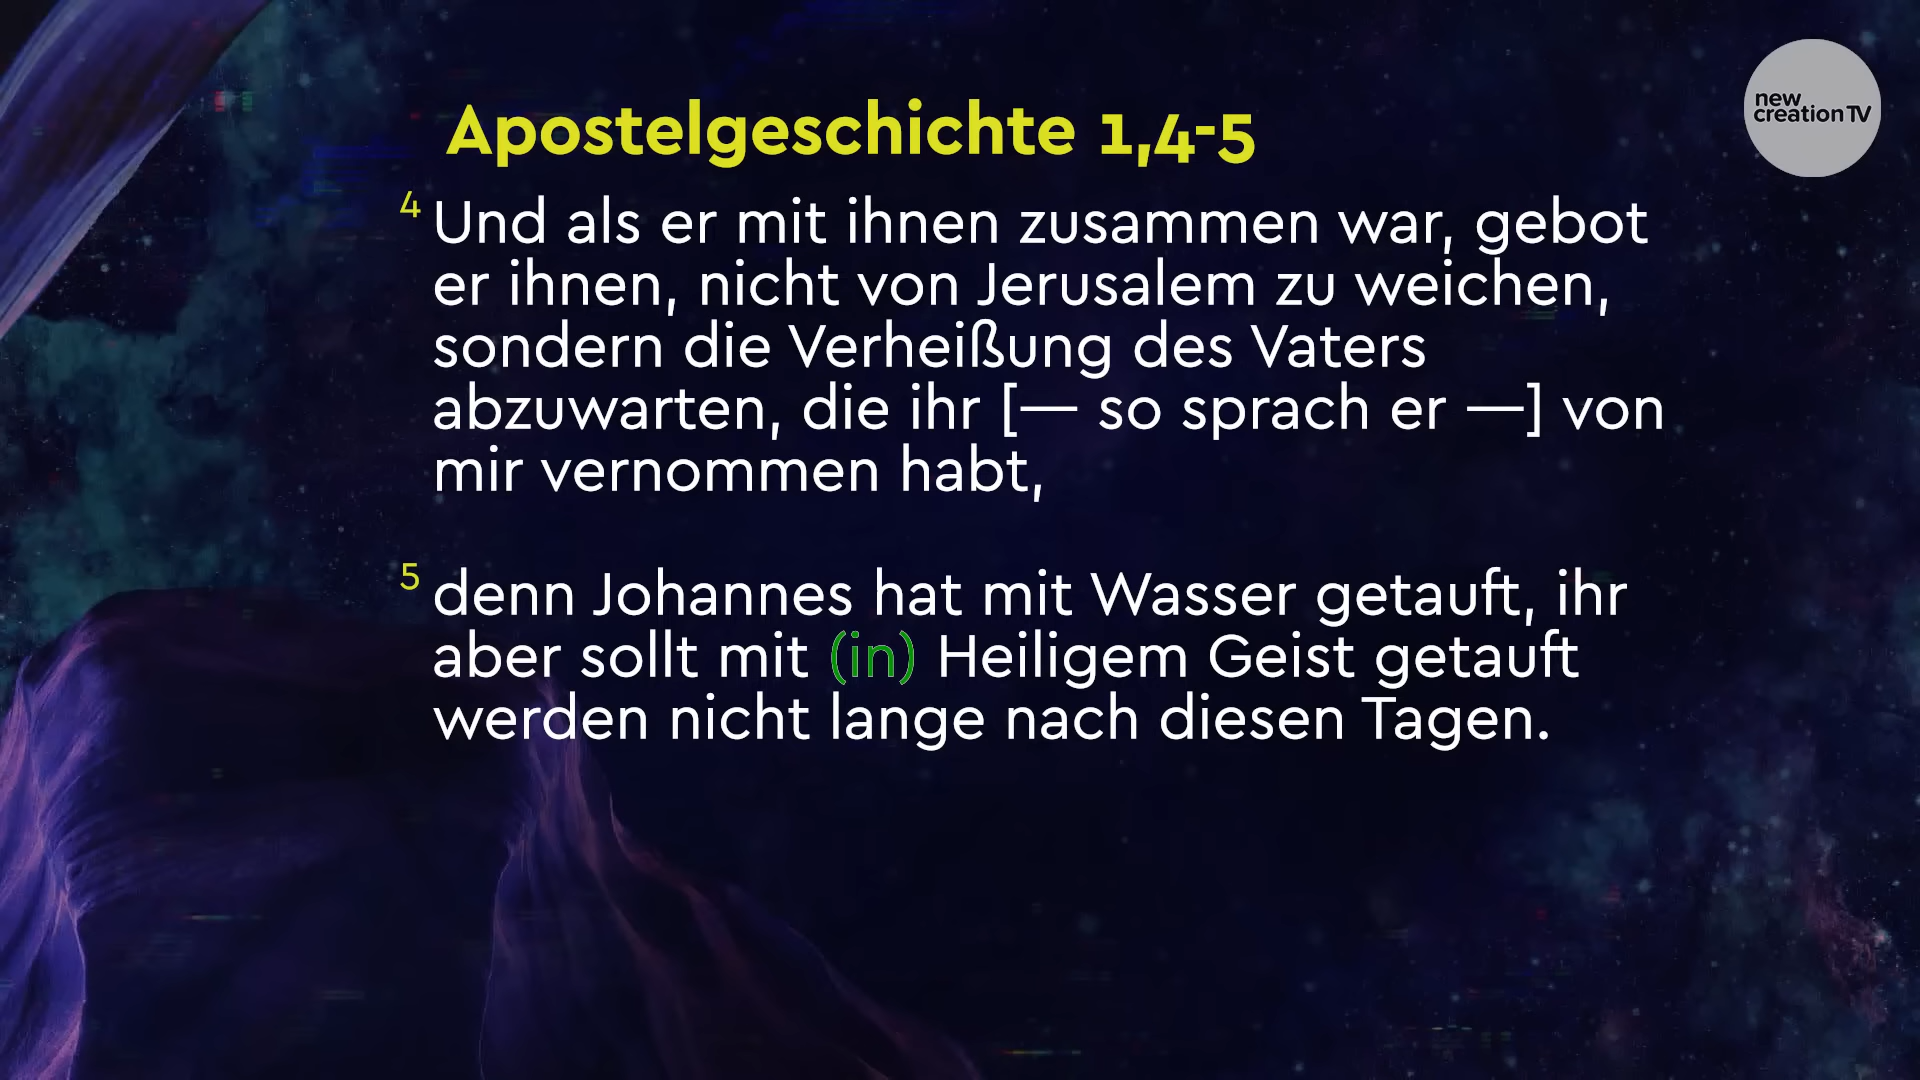 new
creationTV
Apostelgeschichte 1,4-5
4 Und als er mit ihnen zusammen war, gebot
er ihnen, nicht von Jerusalem zu weichen,
sondern die Verheißung des Vaters
abzuwarten, die ihr [— so sprach er —] von
mir vernommen habt,
5 denn Johannes hat mit Wasser getauft, ihr
aber sollt mit (in) Heiligem Geist getauft
werden nicht lange nach diesen Tagen.